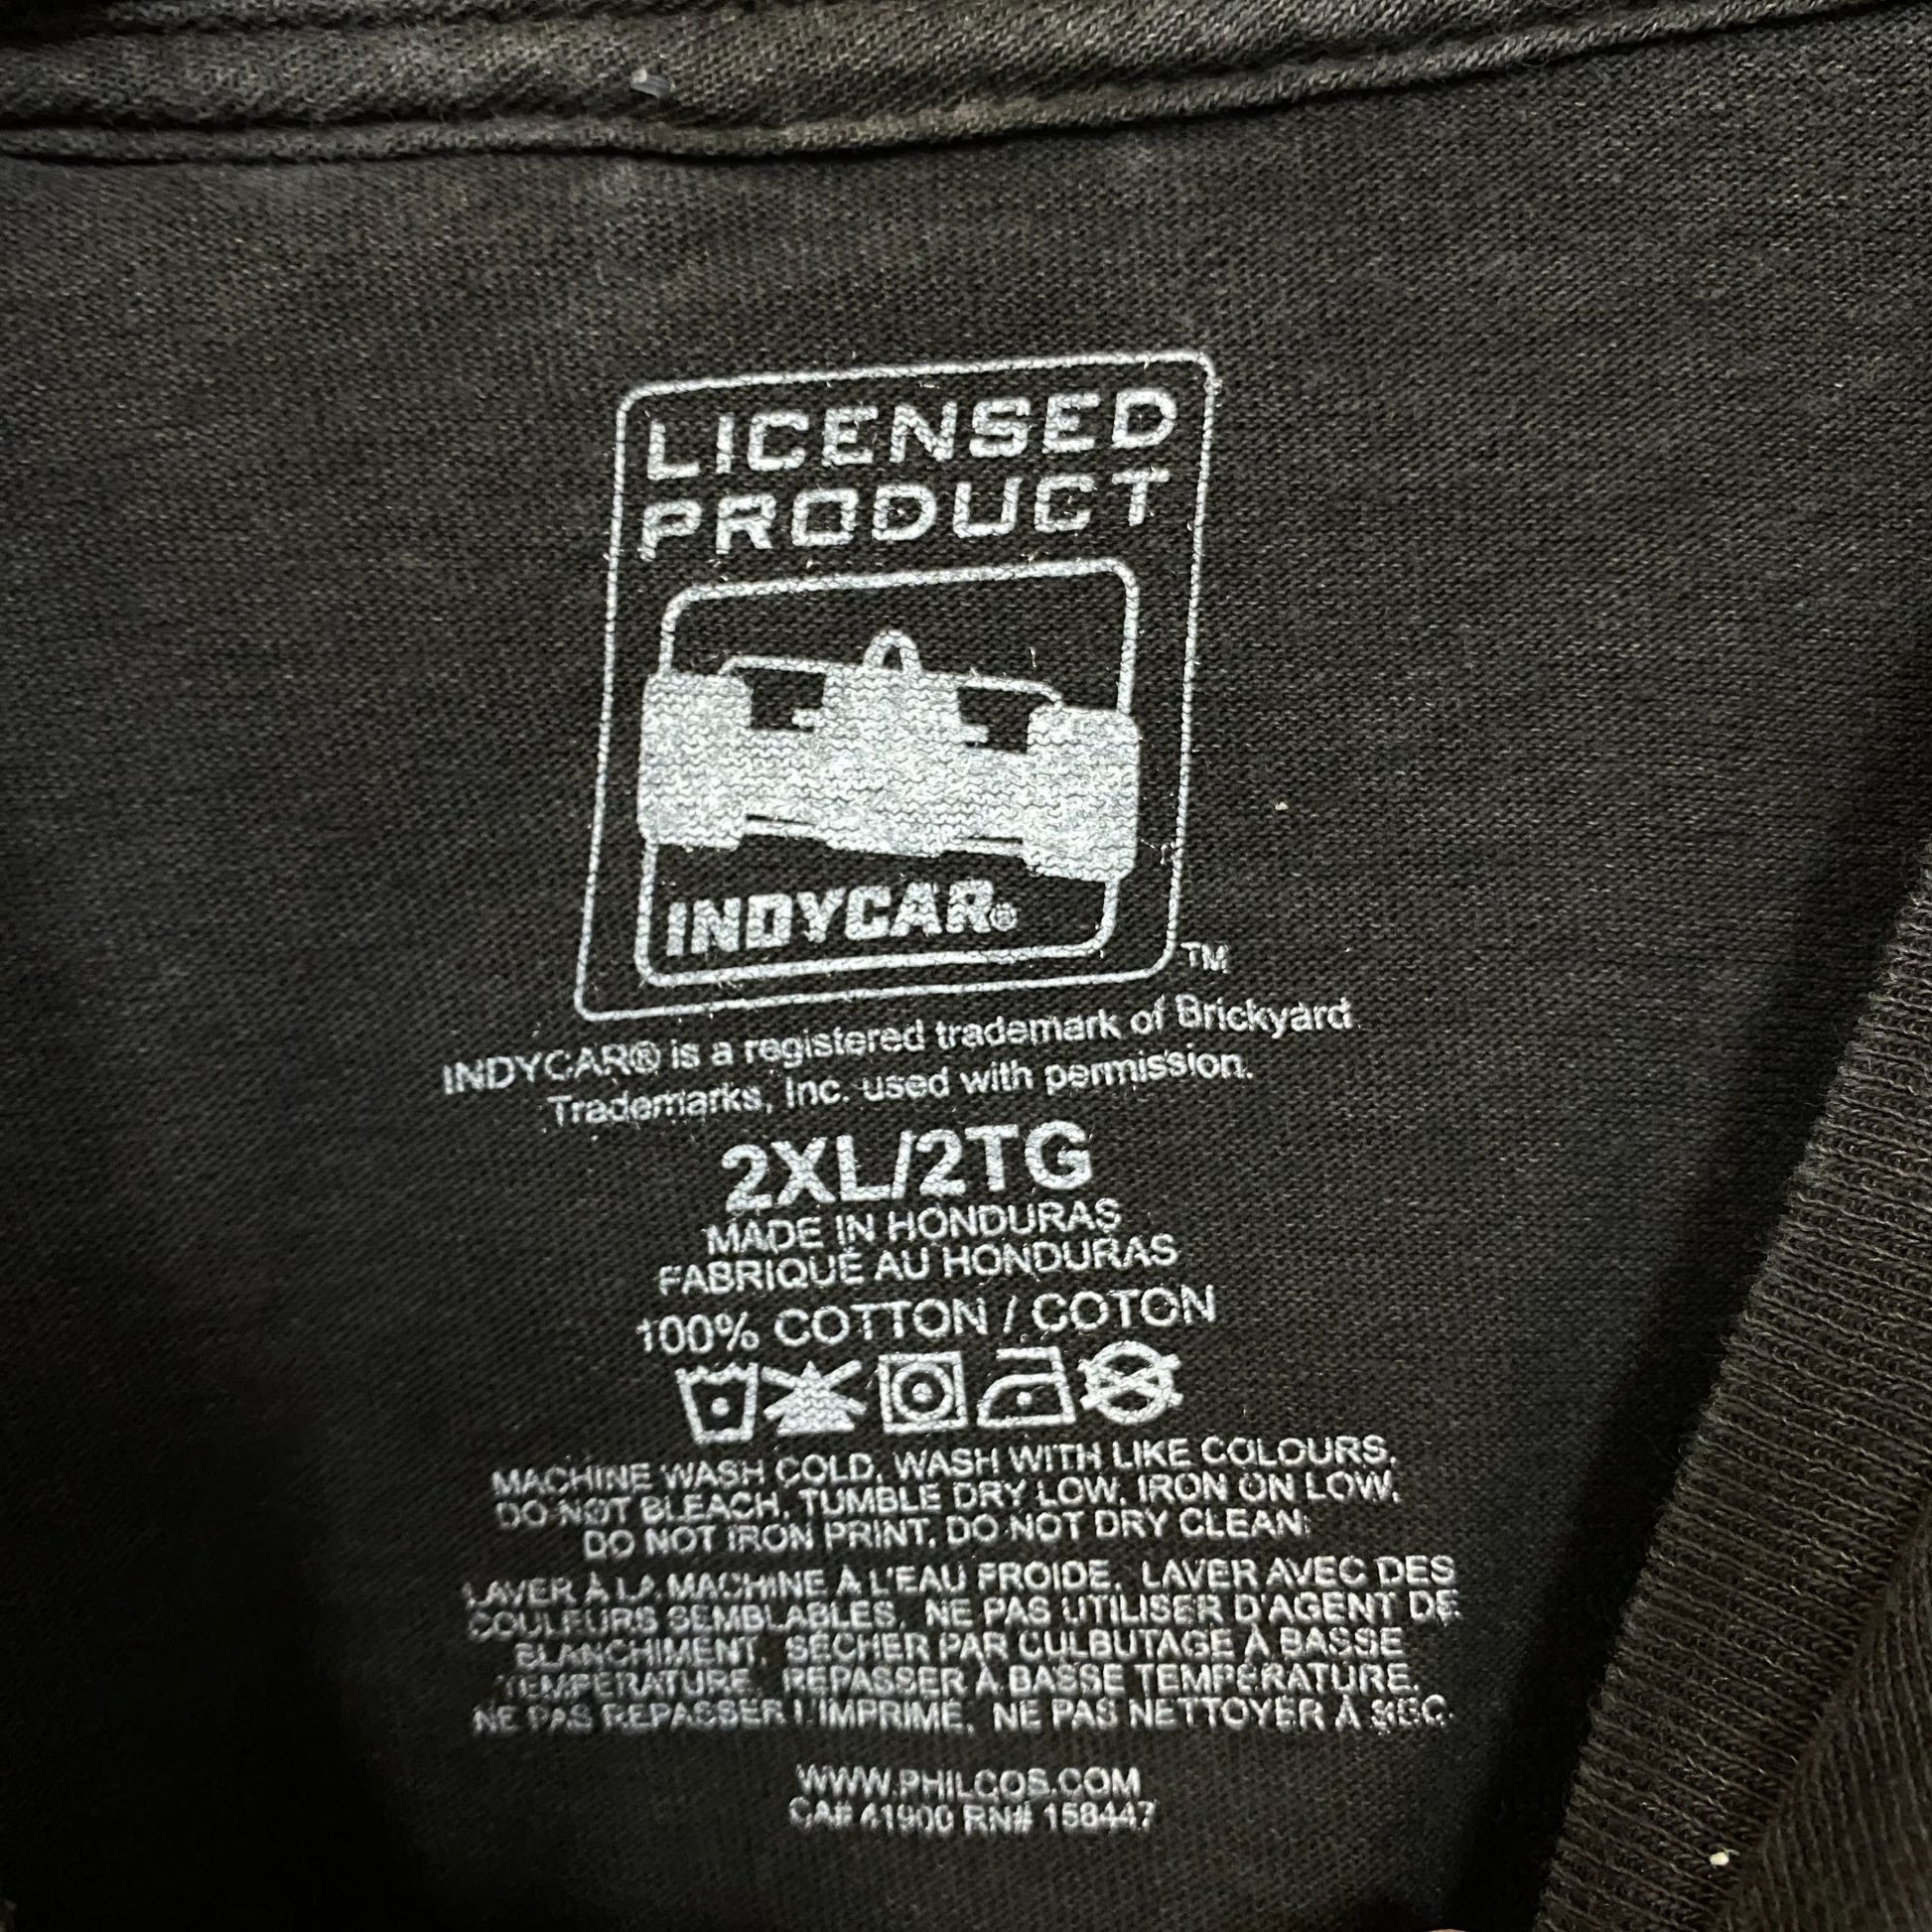 LICENSED
PRODUCT
INDYCAR®
TM
INDYCAR® is a registered trademark of Brickyard
Trademarks, Inc. used with permission.
2XL/2TG
MADE IN HONDURAS
FABRIQUÉ AU HONDURAS
100% COTTON / COTON
MACHINE WASH COLD. WASH WITH LIKE COLOURS.
DO NOT BLEACH. TUMBLE DRY LOW. IRON ON LOW.
DO NOT IRON PRINT. DO NOT DRY CLEAN.
LAVER À LA MACHINE À L'EAU FROIDE. LAVER AVEC DES
COULEURS SEMBLABLES. NE PAS UTILISER D'AGENT DE
BLANCHIMENT. SÉCHER PAR CULBUTAGE À BASSE
TEMPÉRATURE. REPASSER À BASSE TEMPÉRATURE.
NE PAS REPASSER L'IMPRIMÉ. NE PAS NETTOYER À SEC.
WWW.PHILCOS.COM
CA# 41900 RN# 158447